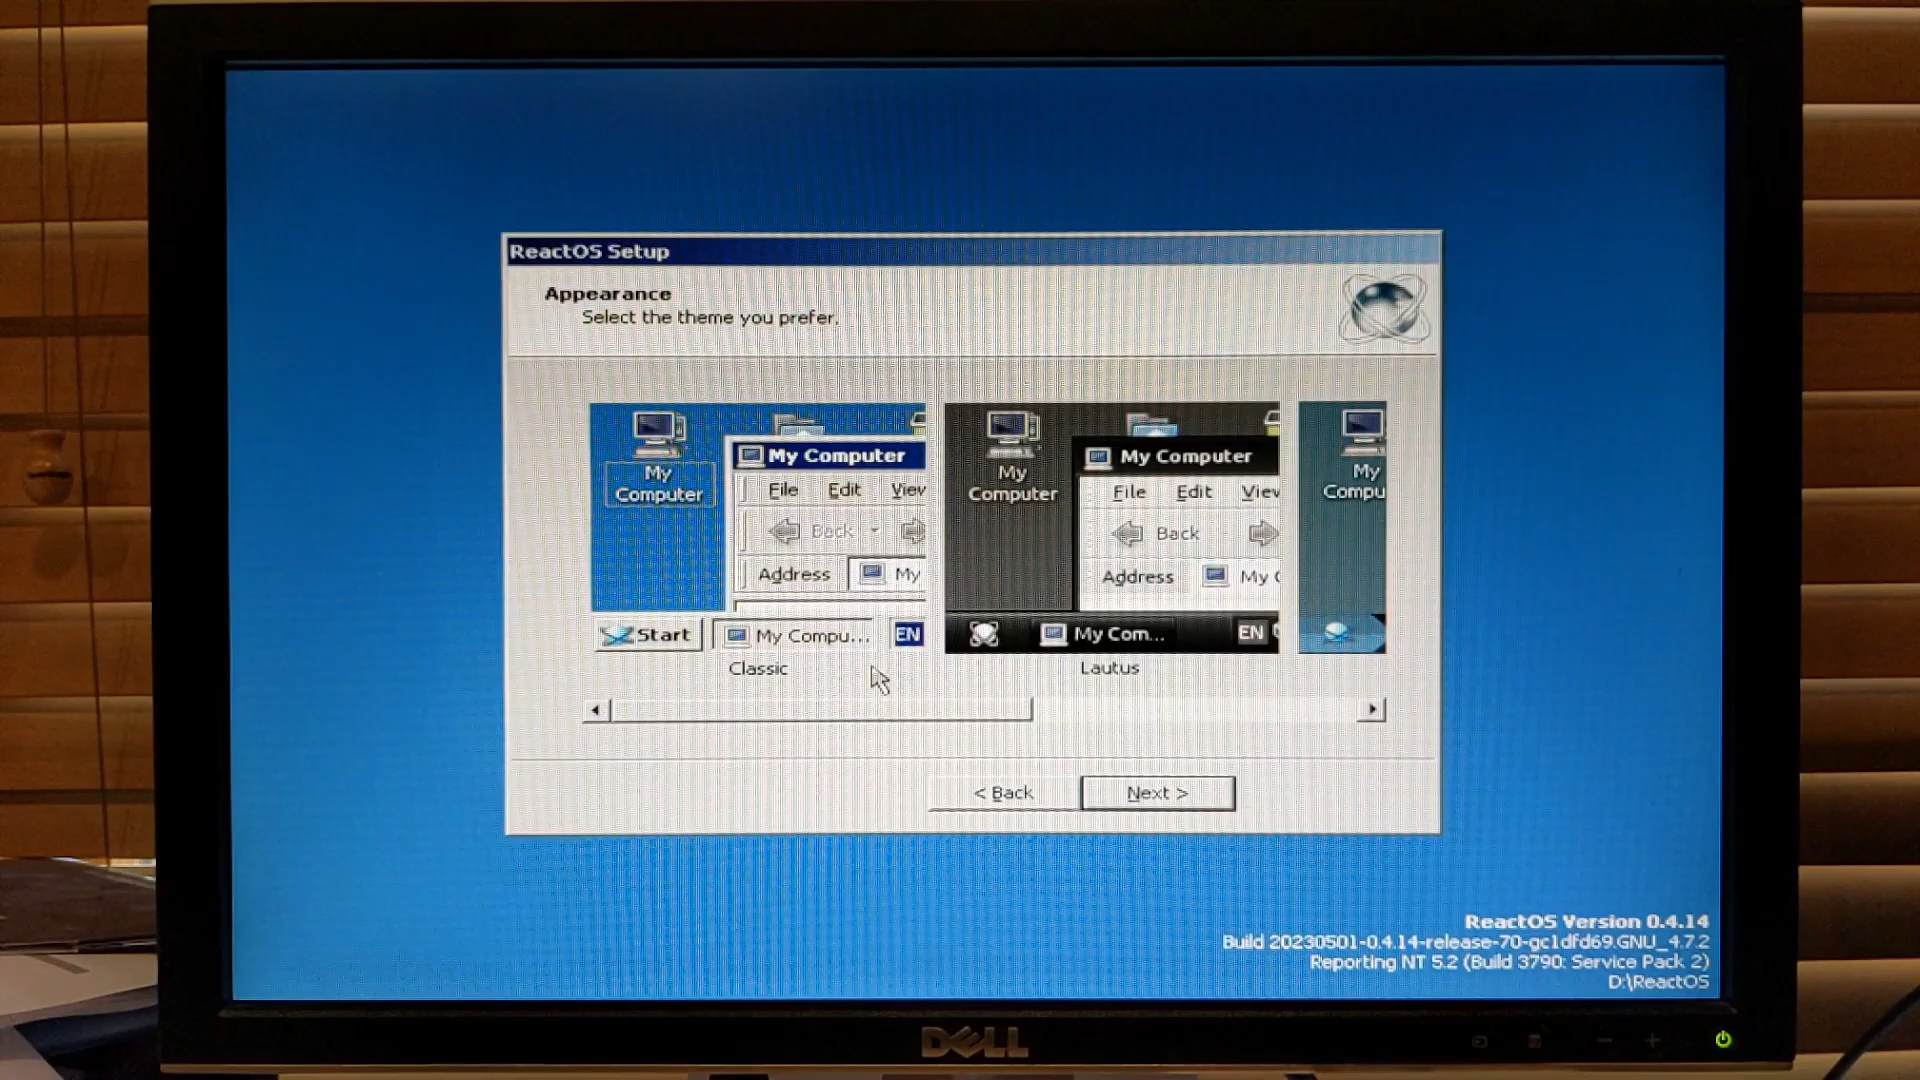 ReactOS Setup
Appearance
Select the theme you prefer.
My Computer
My Computer
File Edit View
Back
Address My
Start My Compu... EN
Classic
My Computer
My Computer
File Edit View
Back
Address My C
My Com... EN
Lautus
My
Compu
< Back Next >
ReactOS Version 0.4.14
Build 20230501-0.4.14-release-70-gc1dfd69.GNU_4.7.2
Reporting NT 5.2 (Build 3790: Service Pack 2)
D:\ReactOS
DELL